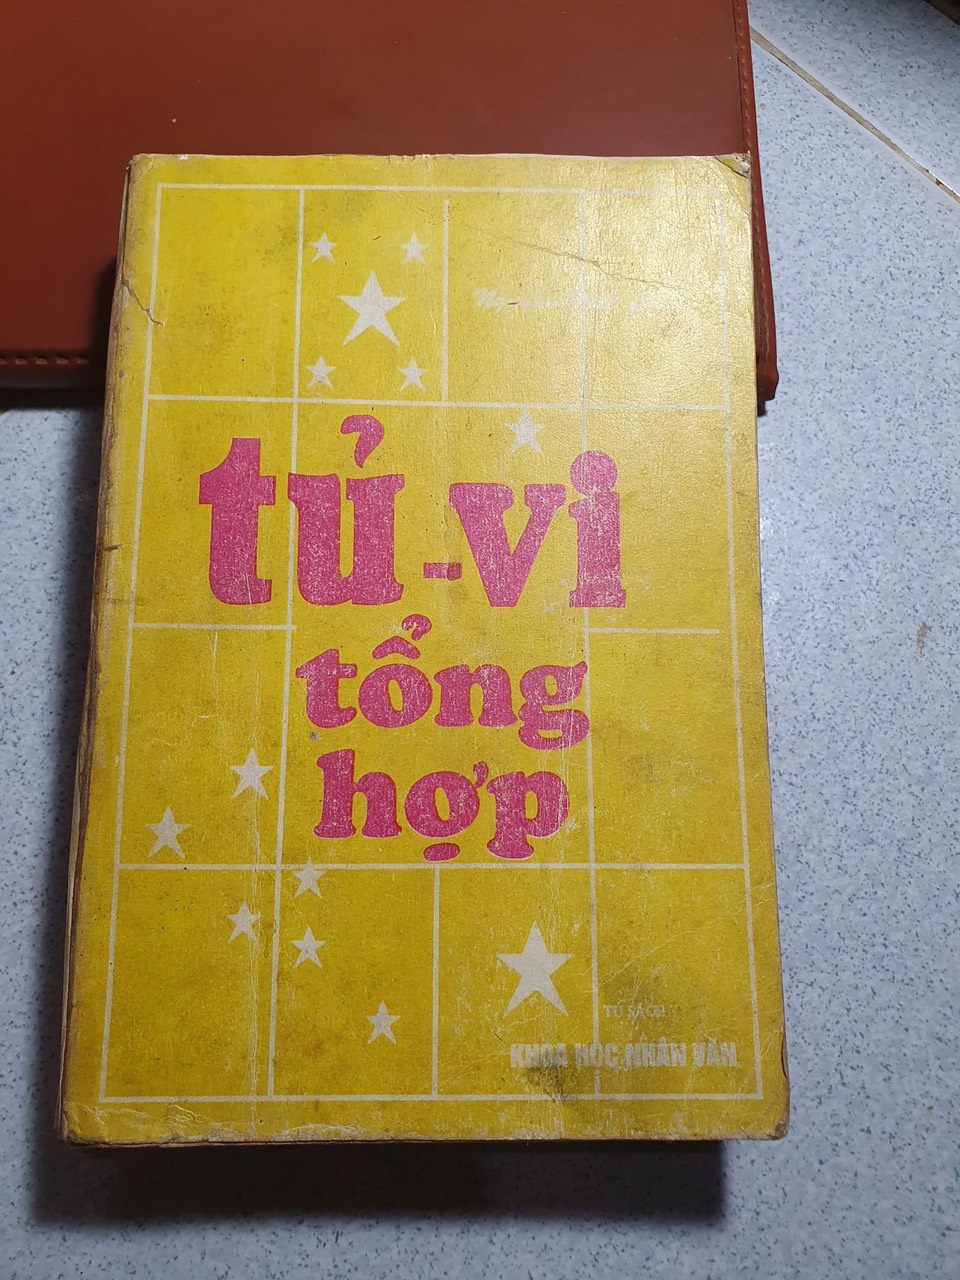 tử-vi
tổng
hợp
TỦ SÁCH
KHOA HỌC NHÂN VĂN